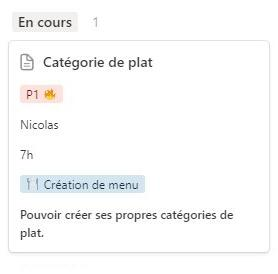 En cours 1
Catégorie de plat
P1 🔥
Nicolas
7h
🍴 Création de menu
Pouvoir créer ses propres catégories de
plat.